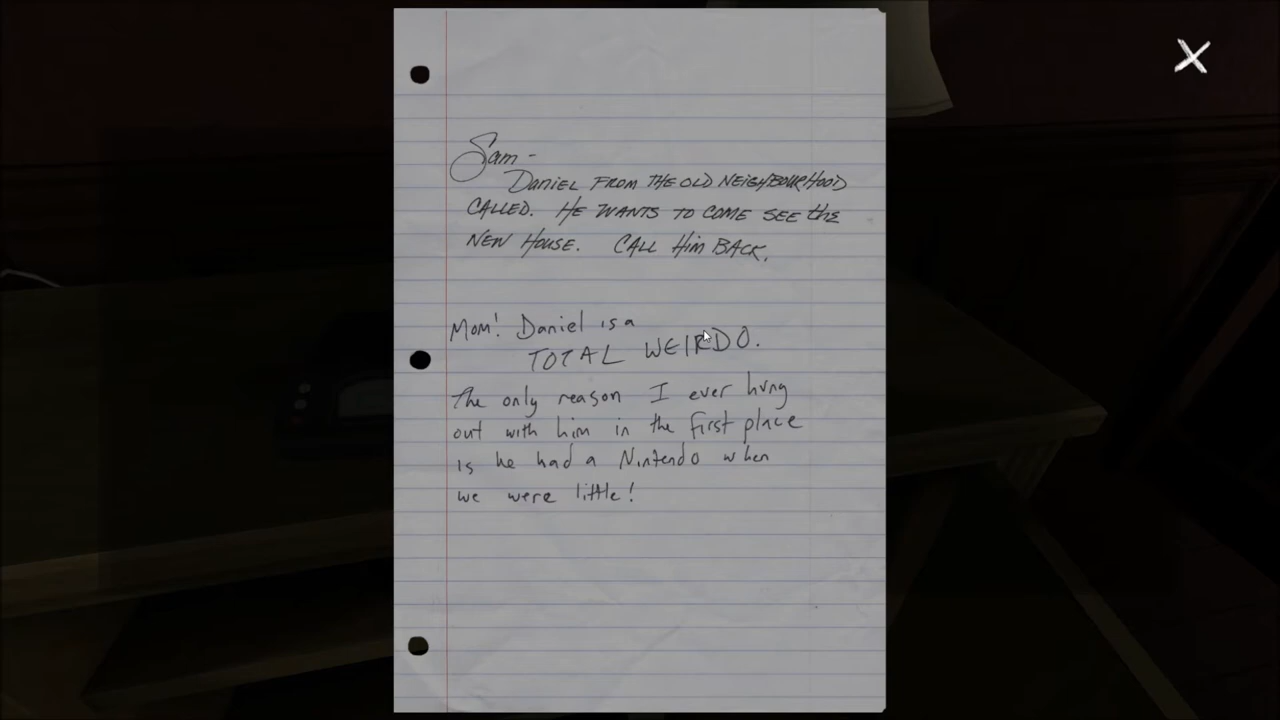 Sam -
DANIEL FROM THE OLD NEIGHBOURHOOD
CALLED. HE WANTS TO COME SEE the
NEW HOUSE. CALL HIM BACK.
Mom! Daniel is a
TOTAL WEIRDO.
The only reason I ever hung
out with him in the first place
is he had a Nintendo when
we were little!